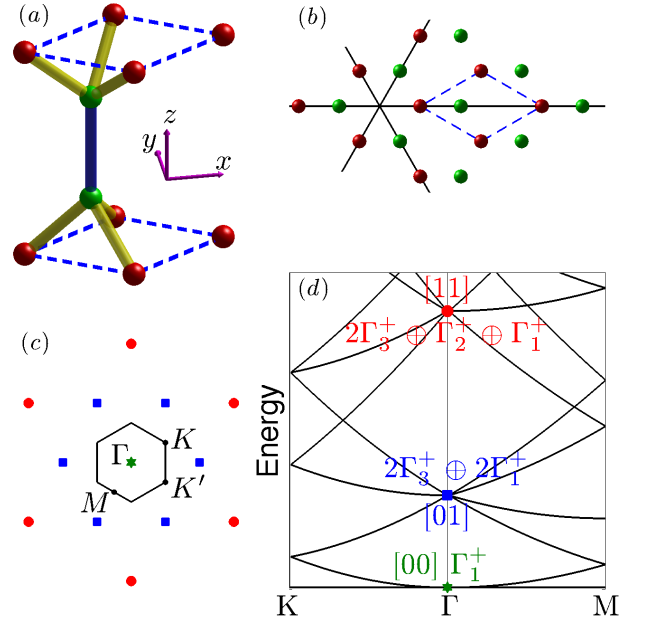 (a)
(b)
z
y
x
(c)
Γ
K
K′
M
(d)
[11]
2Γ₃⁺ ⊕ Γ₂⁺ ⊕ Γ₁⁺
Energy
2Γ₃⁺ ⊕ 2Γ₁⁺
[01]
[00] Γ₁⁺
K
Γ
M